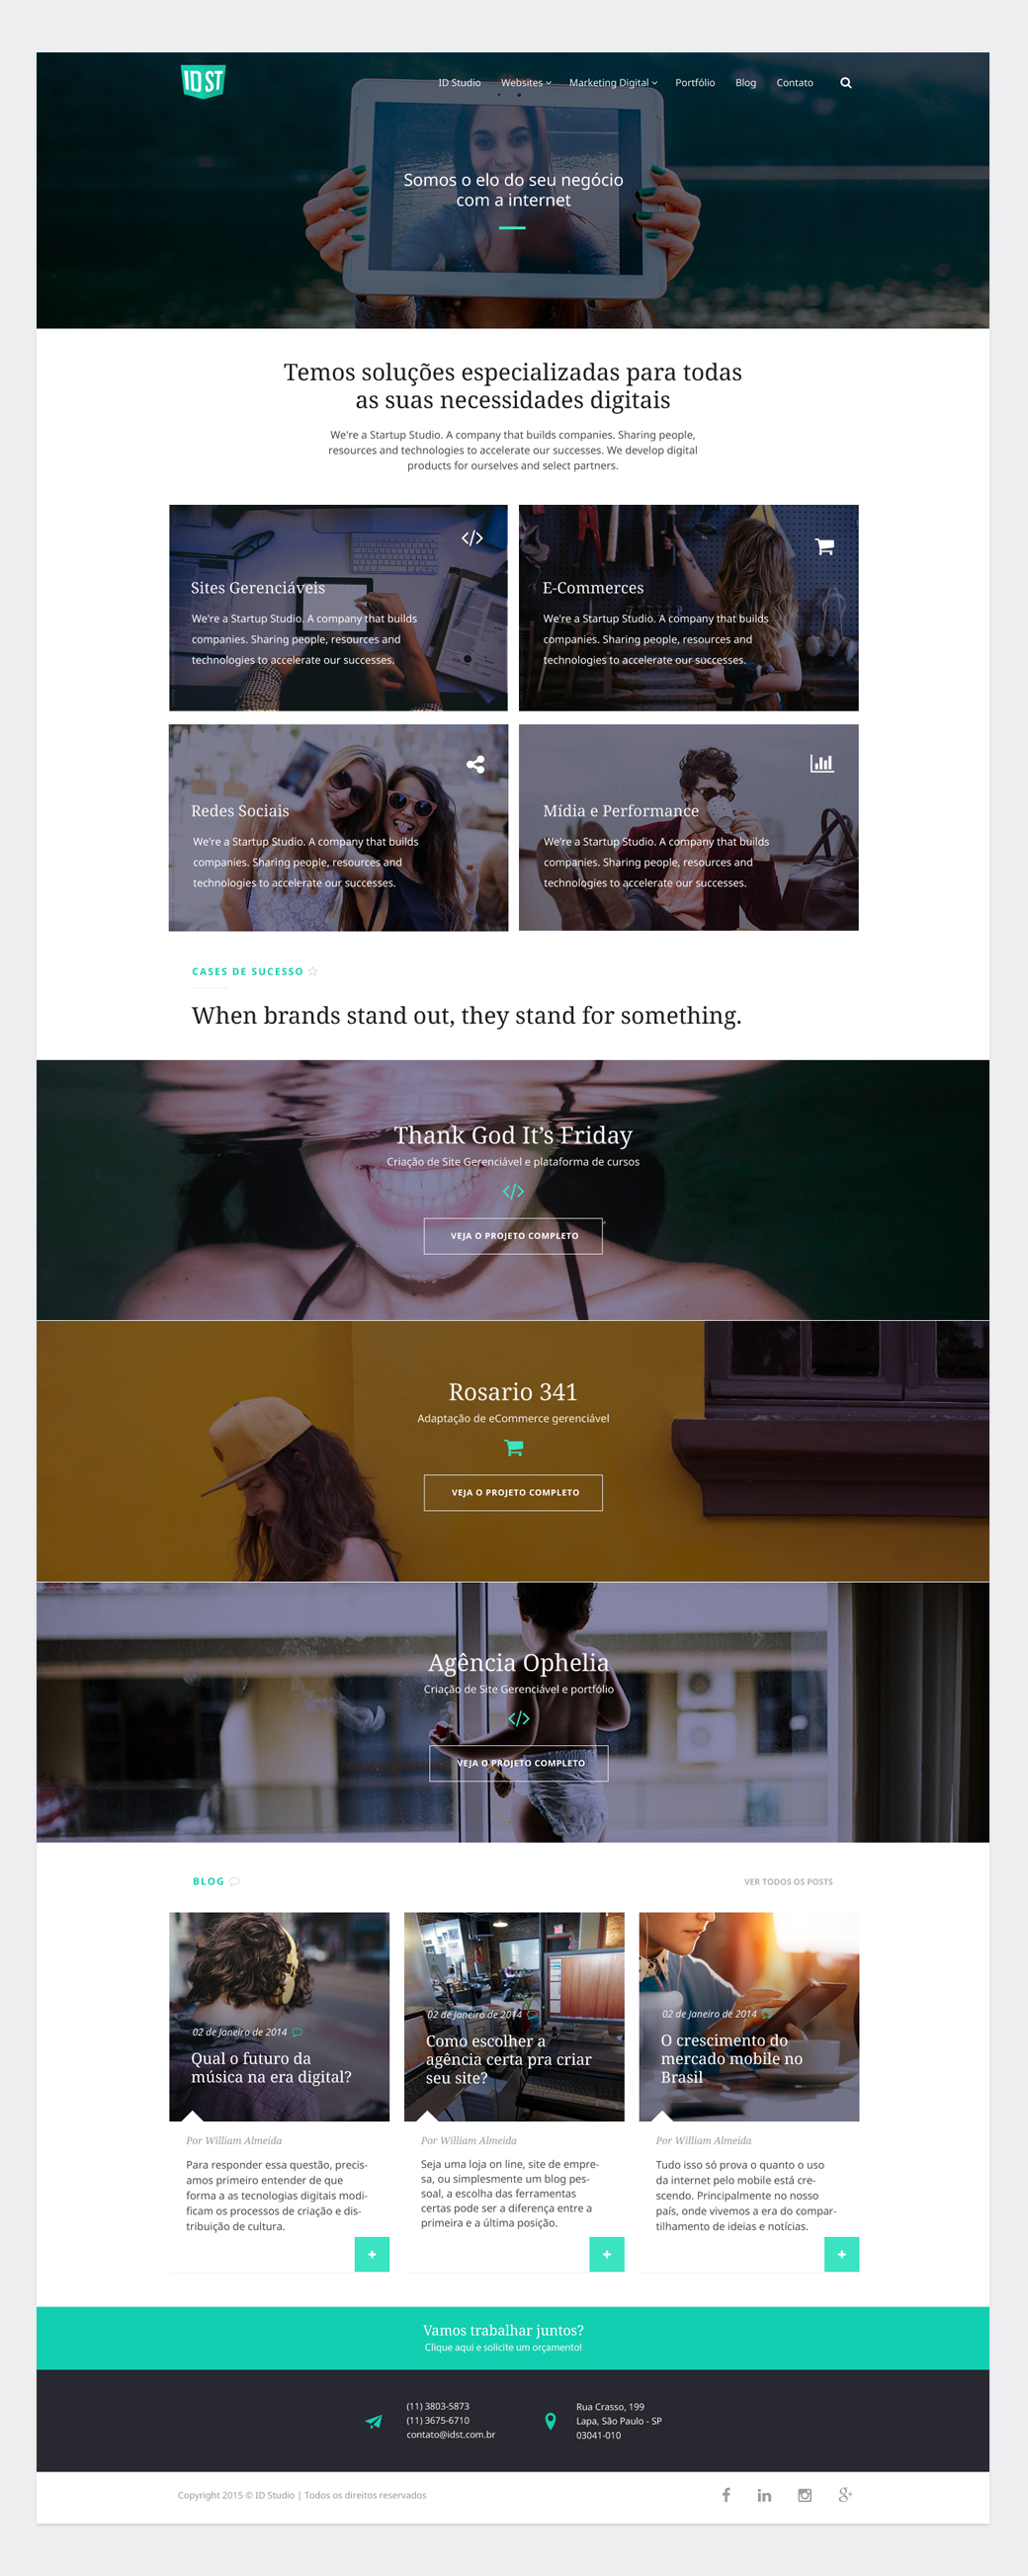 ID ST
ID Studio Websites Marketing Digital Portfólio Blog Contato
Somos o elo do seu negócio
com a internet
Temos soluções especializadas para todas
as suas necessidades digitais
We're a Startup Studio. A company that builds companies. Sharing people,
resources and technologies to accelerate our successes. We develop digital
products for ourselves and select partners.
Sites Gerenciáveis
We're a Startup Studio. A company that builds
companies. Sharing people, resources and
technologies to accelerate our successes.
E-Commerces
We're a Startup Studio. A company that builds
companies. Sharing people, resources and
technologies to accelerate our successes.
Redes Sociais
We're a Startup Studio. A company that builds
companies. Sharing people, resources and
technologies to accelerate our successes.
Mídia e Performance
We're a Startup Studio. A company that builds
companies. Sharing people, resources and
technologies to accelerate our successes.
CASES DE SUCESSO
When brands stand out, they stand for something.
Thank God It's Friday
Criação de Site Gerenciável e plataforma de cursos
VEJA O PROJETO COMPLETO
Rosario 341
Adaptação de eCommerce gerenciável
VEJA O PROJETO COMPLETO
Agência Ophelia
Criação de Site Gerenciável e portfólio
VEJA O PROJETO COMPLETO
BLOG
VER TODOS OS POSTS
02 de Janeiro de 2014
Qual o futuro da
música na era digital?
Por William Almeida
Para responder essa questão, precis-
amos primeiro entender de que
forma a as tecnologias digitais modi-
ficam os processos de criação e dis-
tribuição de cultura.
02 de Janeiro de 2014
Como escolher a
agência certa pra criar
seu site?
Por William Almeida
Seja uma loja on line, site de empre-
sa, ou simplesmente um blog pes-
soal, a escolha das ferramentas
certas pode ser a diferença entre a
primeira e a última posição.
02 de Janeiro de 2014
O crescimento do
mercado mobile no
Brasil
Por William Almeida
Tudo isso só prova o quanto o uso
da internet pelo mobile está cre-
scendo. Principalmente no nosso
país, onde vivemos a era do compar-
tilhamento de ideias e notícias.
Vamos trabalhar juntos?
Clique aqui e solicite um orçamento!
(11) 3803-5873
(11) 3675-6710
contato@idst.com.br
Rua Crasso, 199
Lapa, São Paulo - SP
03041-010
Copyright 2015 © ID Studio | Todos os direitos reservados